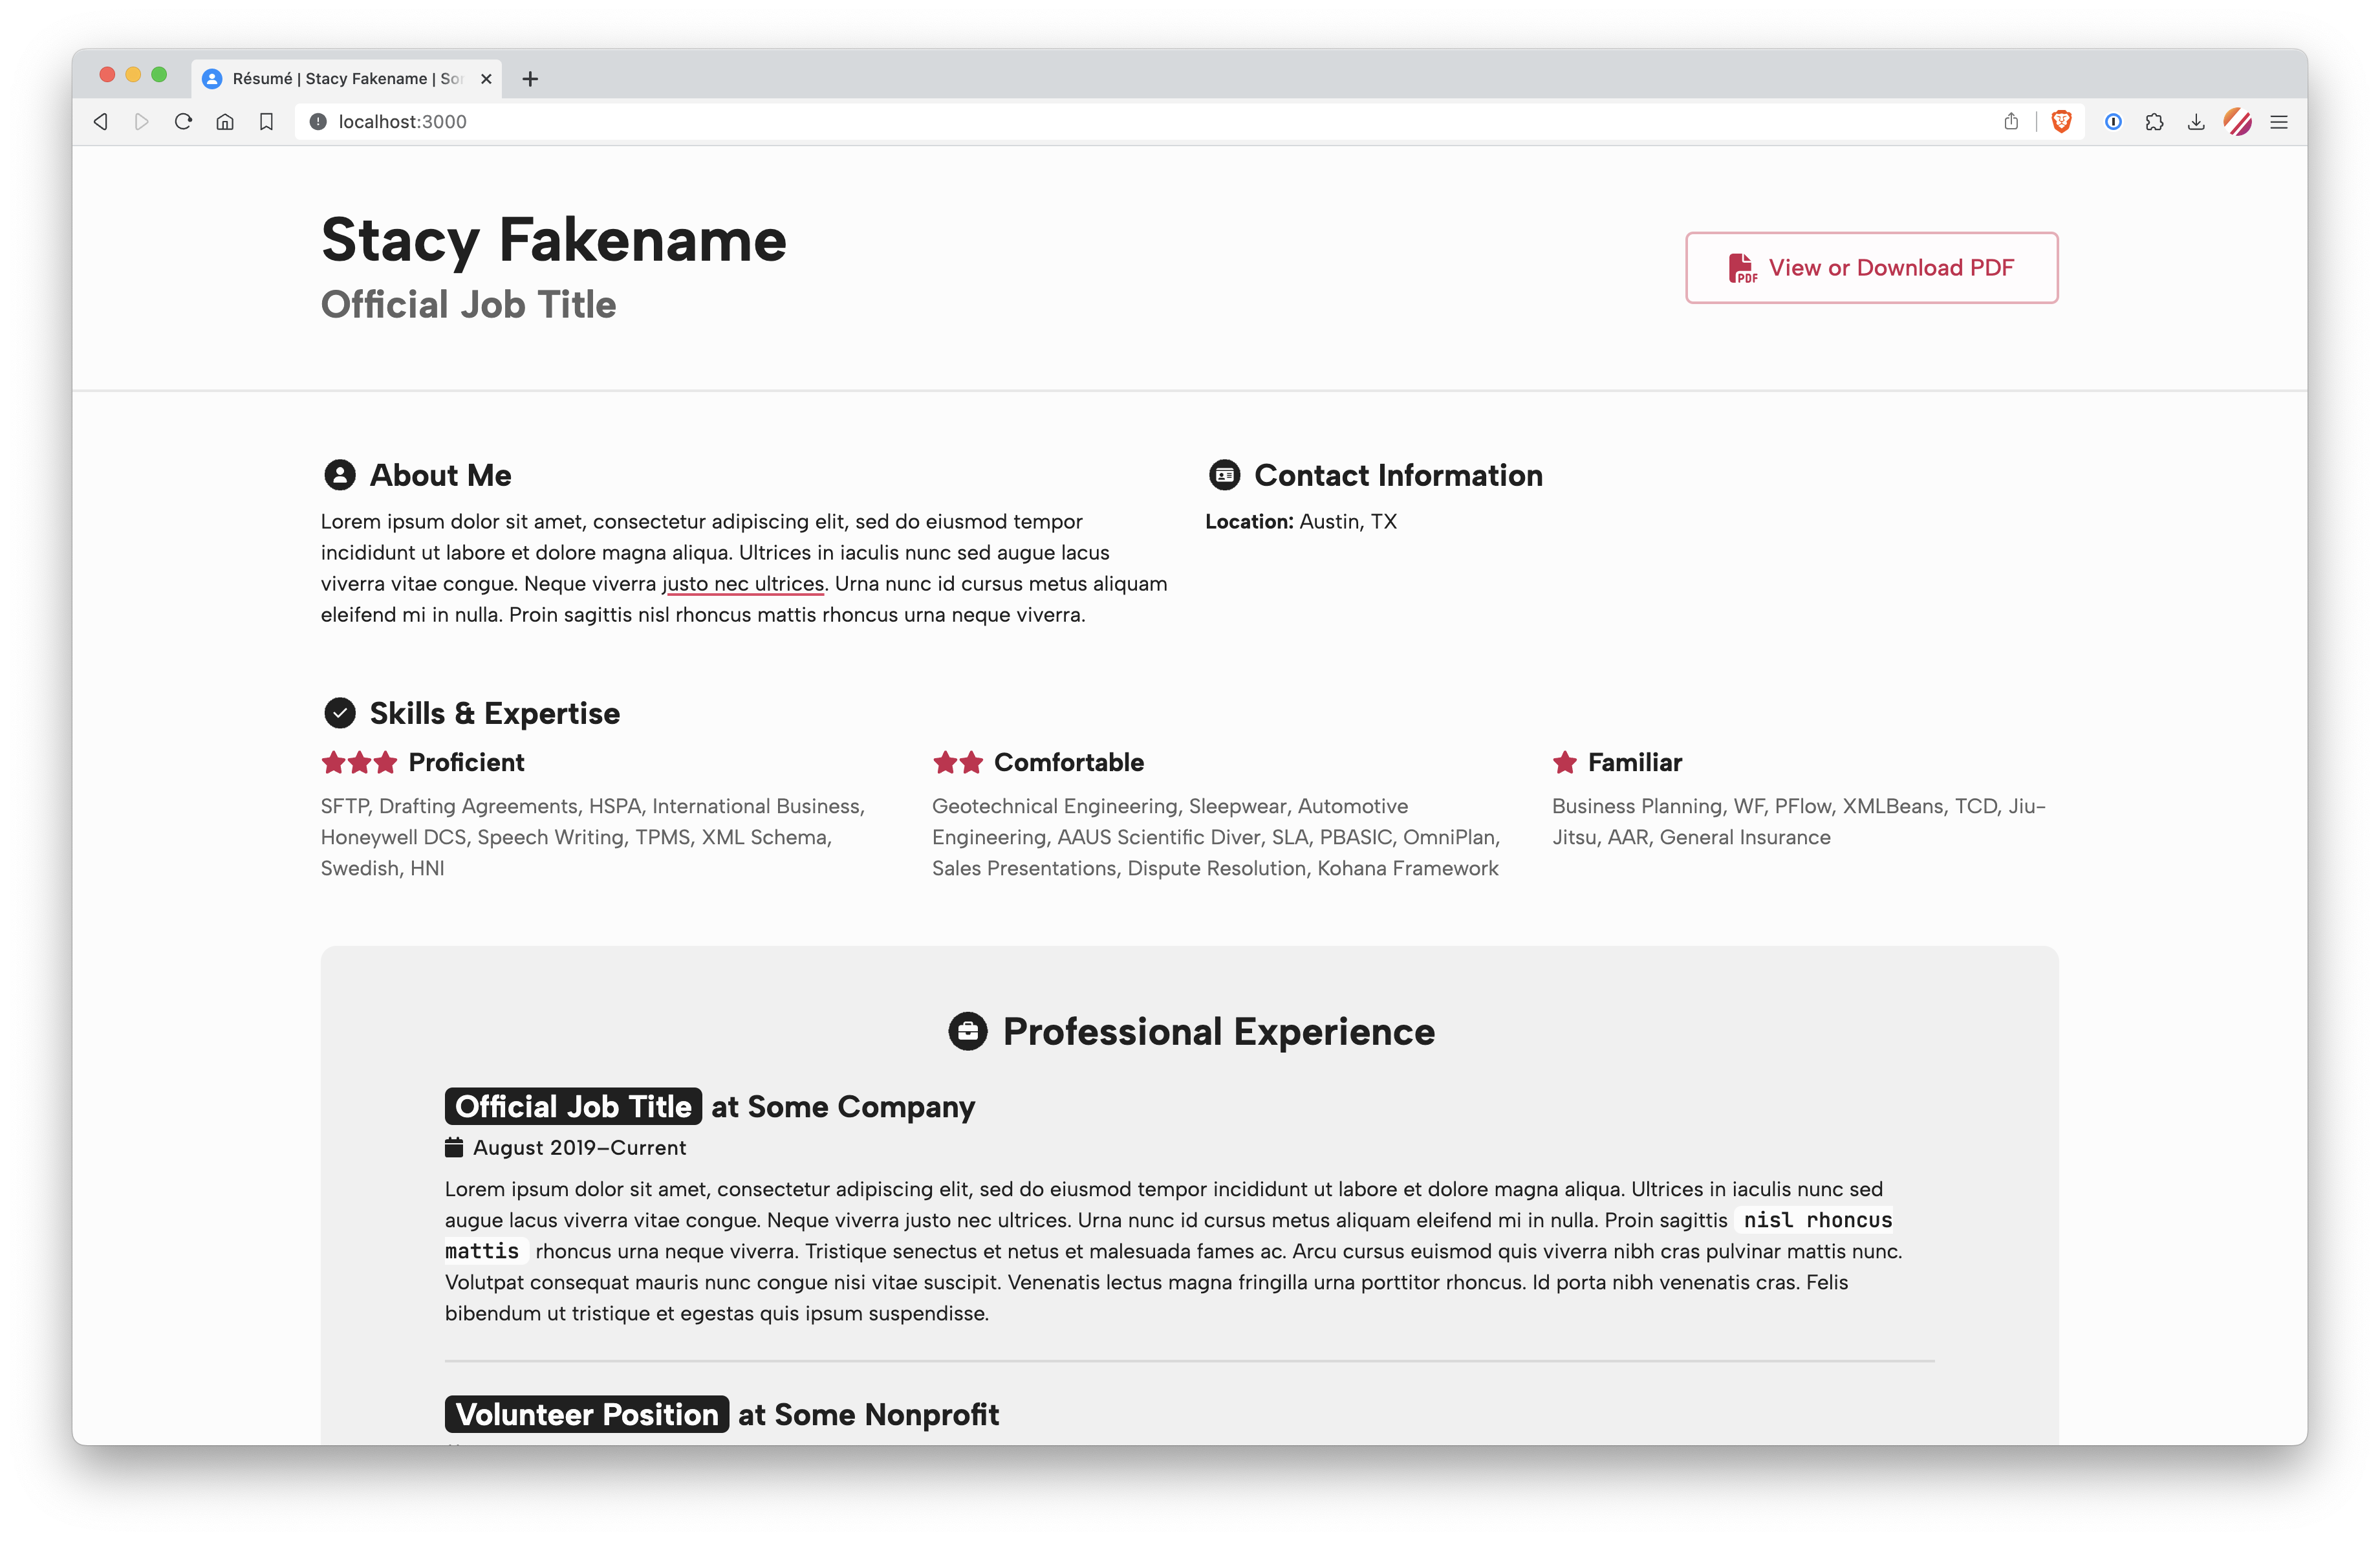 Résumé | Stacy Fakename | So
localhost:3000
Stacy Fakename
Official Job Title
PDF View or Download PDF
About Me
Lorem ipsum dolor sit amet, consectetur adipiscing elit, sed do eiusmod tempor
incididunt ut labore et dolore magna aliqua. Ultrices in iaculis nunc sed augue lacus
viverra vitae congue. Neque viverra justo nec ultrices. Urna nunc id cursus metus aliquam
eleifend mi in nulla. Proin sagittis nisl rhoncus mattis rhoncus urna neque viverra.
Contact Information
Location: Austin, TX
Skills & Expertise
Proficient
SFTP, Drafting Agreements, HSPA, International Business,
Honeywell DCS, Speech Writing, TPMS, XML Schema,
Swedish, HNI
Comfortable
Geotechnical Engineering, Sleepwear, Automotive
Engineering, AAUS Scientific Diver, SLA, PBASIC, OmniPlan,
Sales Presentations, Dispute Resolution, Kohana Framework
Familiar
Business Planning, WF, PFlow, XMLBeans, TCD, Jiu-
Jitsu, AAR, General Insurance
Professional Experience
Official Job Title at Some Company
August 2019–Current
Lorem ipsum dolor sit amet, consectetur adipiscing elit, sed do eiusmod tempor incididunt ut labore et dolore magna aliqua. Ultrices in iaculis nunc sed
augue lacus viverra vitae congue. Neque viverra justo nec ultrices. Urna nunc id cursus metus aliquam eleifend mi in nulla. Proin sagittis nisl rhoncus
mattis rhoncus urna neque viverra. Tristique senectus et netus et malesuada fames ac. Arcu cursus euismod quis viverra nibh cras pulvinar mattis nunc.
Volutpat consequat mauris nunc congue nisi vitae suscipit. Venenatis lectus magna fringilla urna porttitor rhoncus. Id porta nibh venenatis cras. Felis
bibendum ut tristique et egestas quis ipsum suspendisse.
Volunteer Position at Some Nonprofit